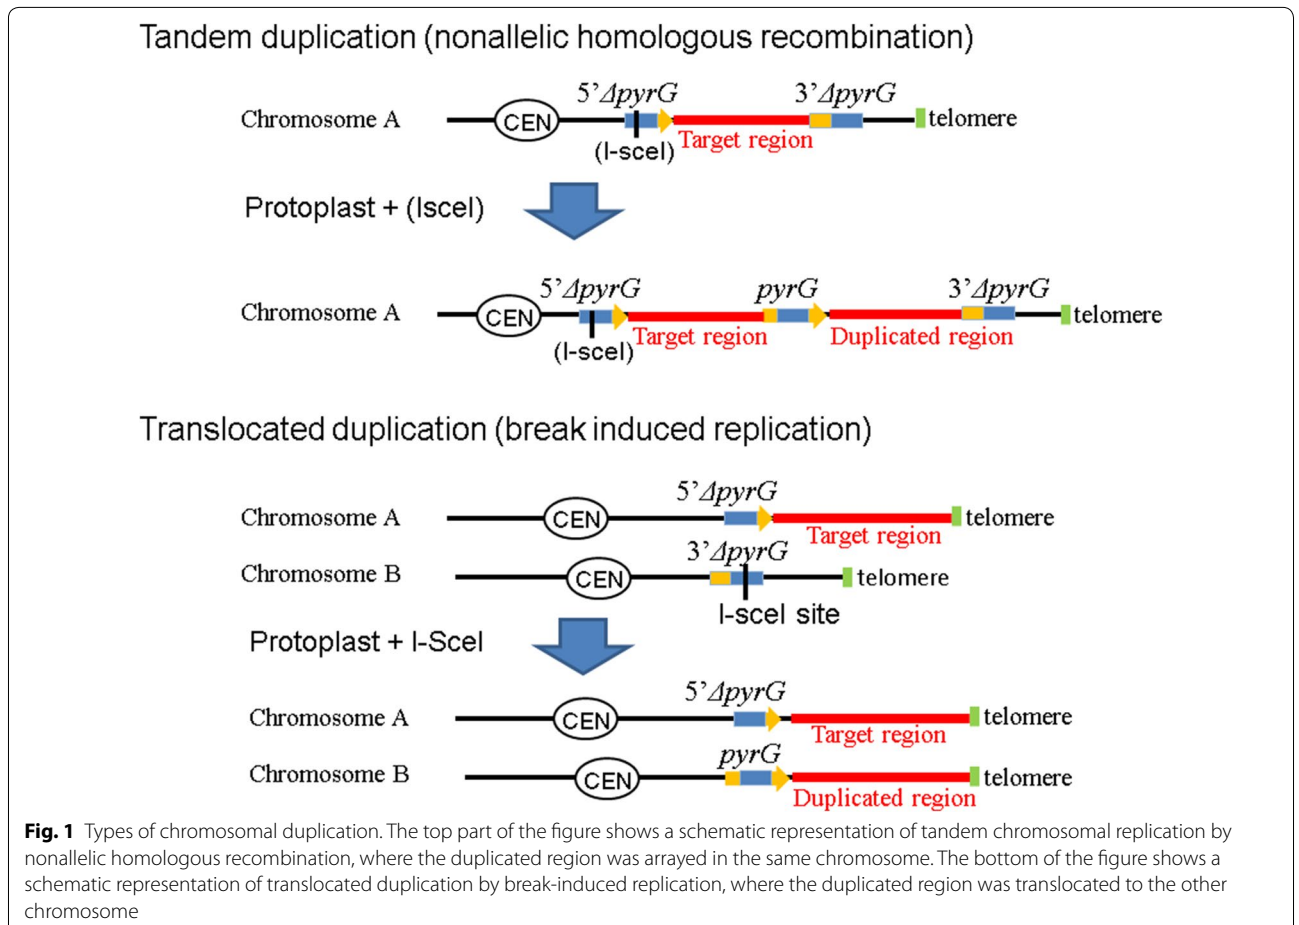 Tandem duplication (nonallelic homologous recombination)
5’ΔpyrG 3’ΔpyrG
Chromosome A CEN telomere
(I-sceI) Target region
Protoplast + (IsceI)
5’ΔpyrG pyrG 3’ΔpyrG
Chromosome A CEN telomere
(I-sceI) Target region Duplicated region
Translocated duplication (break induced replication)
5’ΔpyrG
Chromosome A CEN telomere
Target region
3’ΔpyrG
Chromosome B CEN telomere
I-sceI site
Protoplast + I-SceI
5’ΔpyrG
Chromosome A CEN telomere
Target region
pyrG
Chromosome B CEN telomere
Duplicated region
Fig. 1 Types of chromosomal duplication. The top part of the figure shows a schematic representation of tandem chromosomal replication by
nonallelic homologous recombination, where the duplicated region was arrayed in the same chromosome. The bottom of the figure shows a
schematic representation of translocated duplication by break-induced replication, where the duplicated region was translocated to the other
chromosome